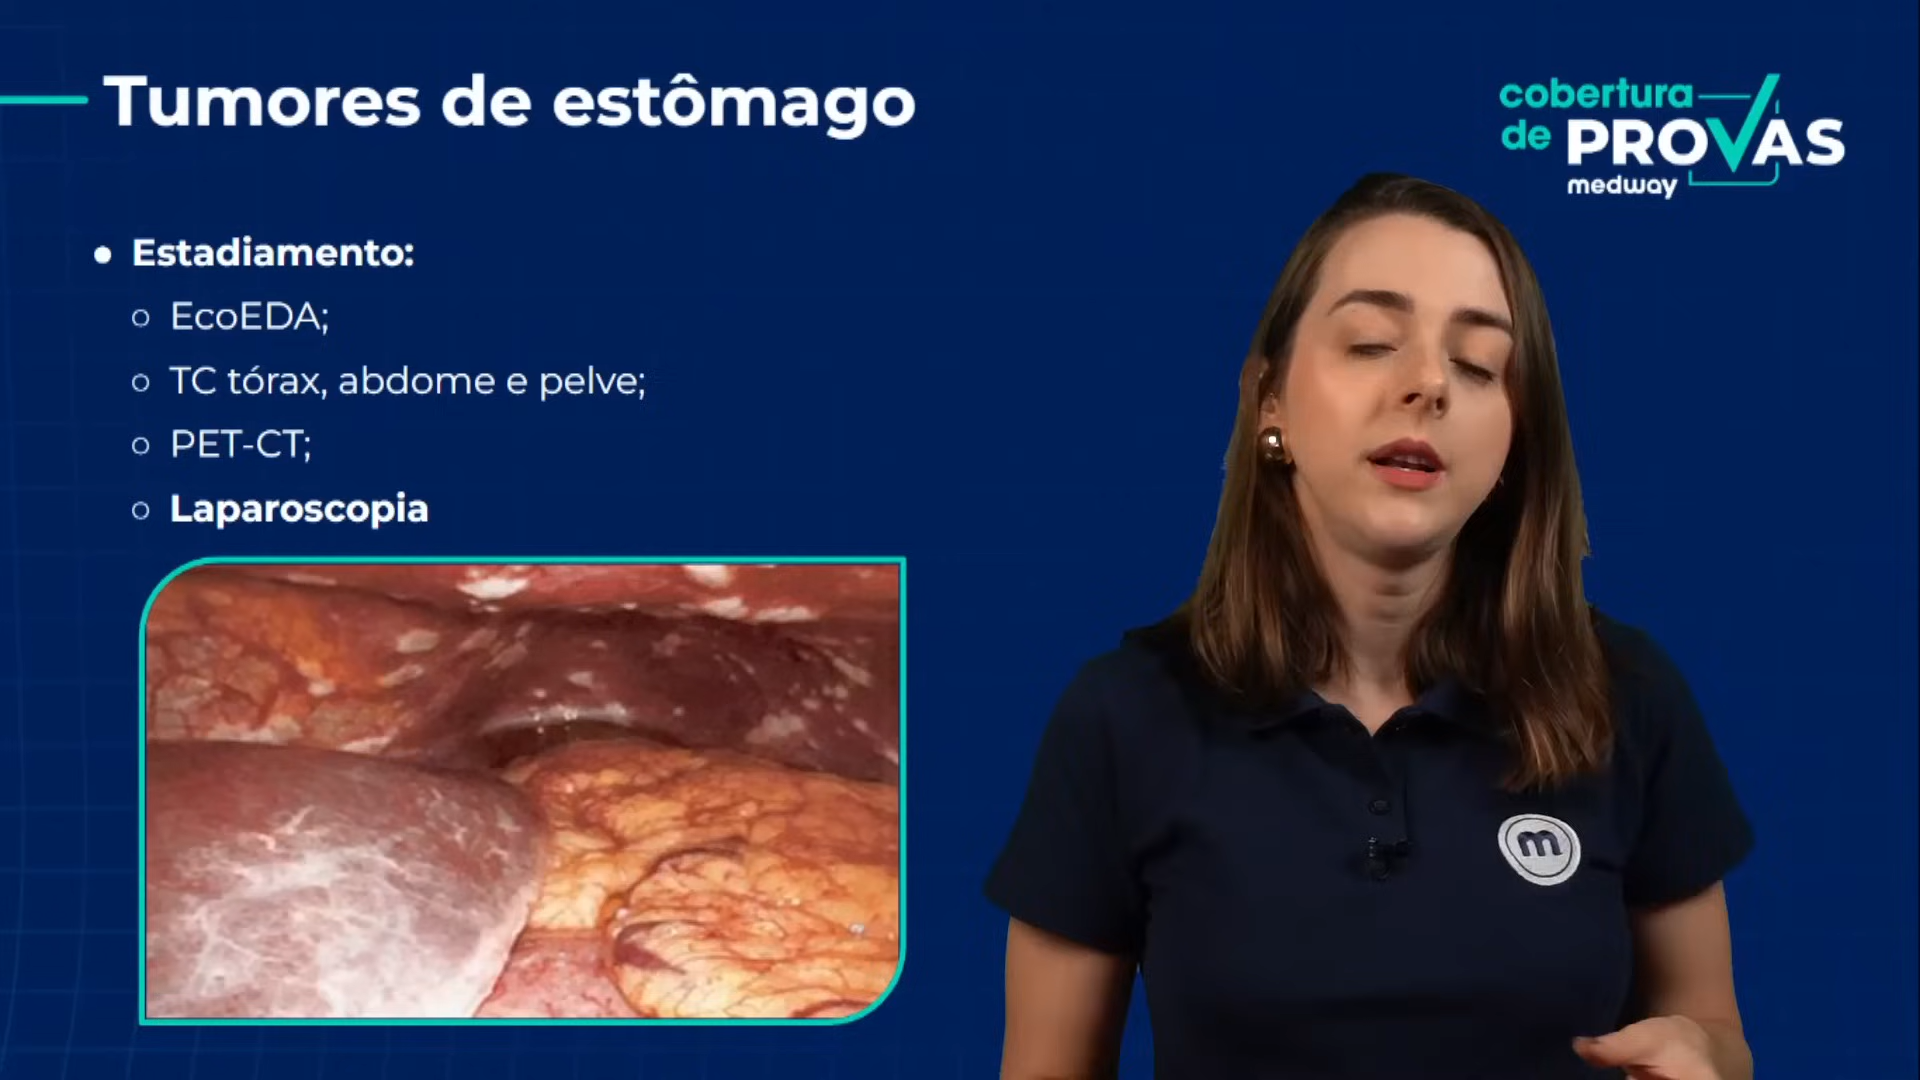 Tumores de estômago
cobertura
de PROVAS
medway
Estadiamento:
EcoEDA;
TC tórax, abdome e pelve;
PET-CT;
Laparoscopia
m